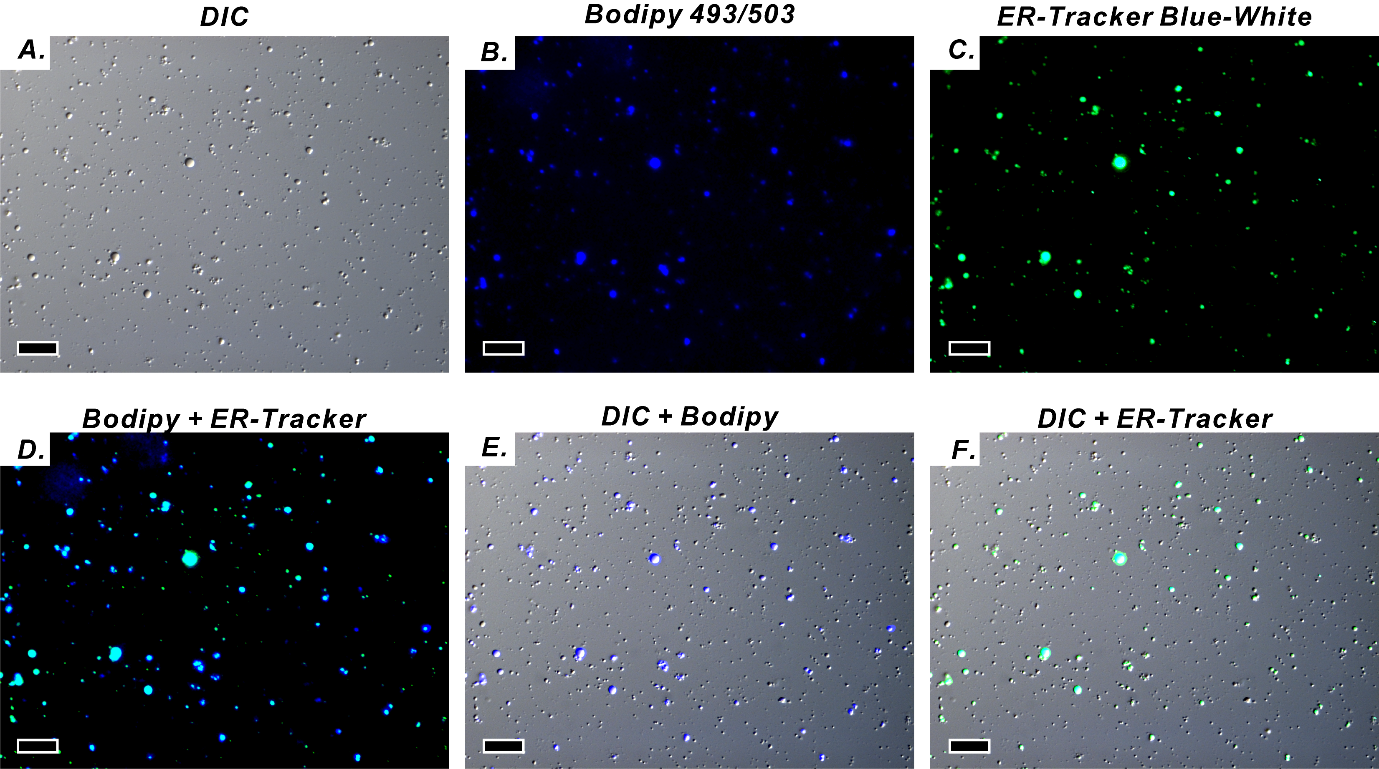 DIC
Bodipy 493/503
ER-Tracker Blue-White
A.
B.
C.
Bodipy + ER-Tracker
DIC + Bodipy
DIC + ER-Tracker
D.
E.
F.